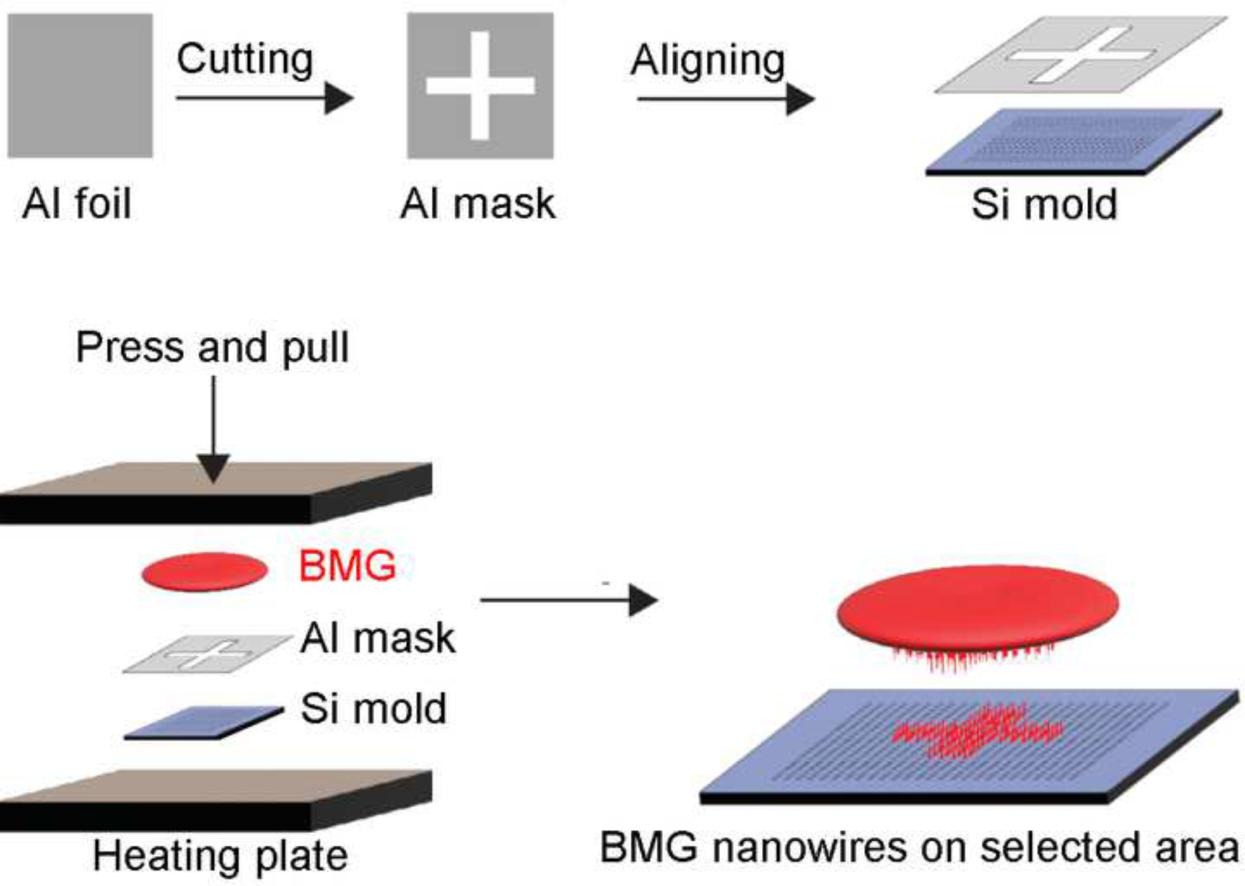 Cutting
Aligning
Al foil
Al mask
Si mold
Press and pull
BMG
Al mask
Si mold
Heating plate
BMG nanowires on selected area